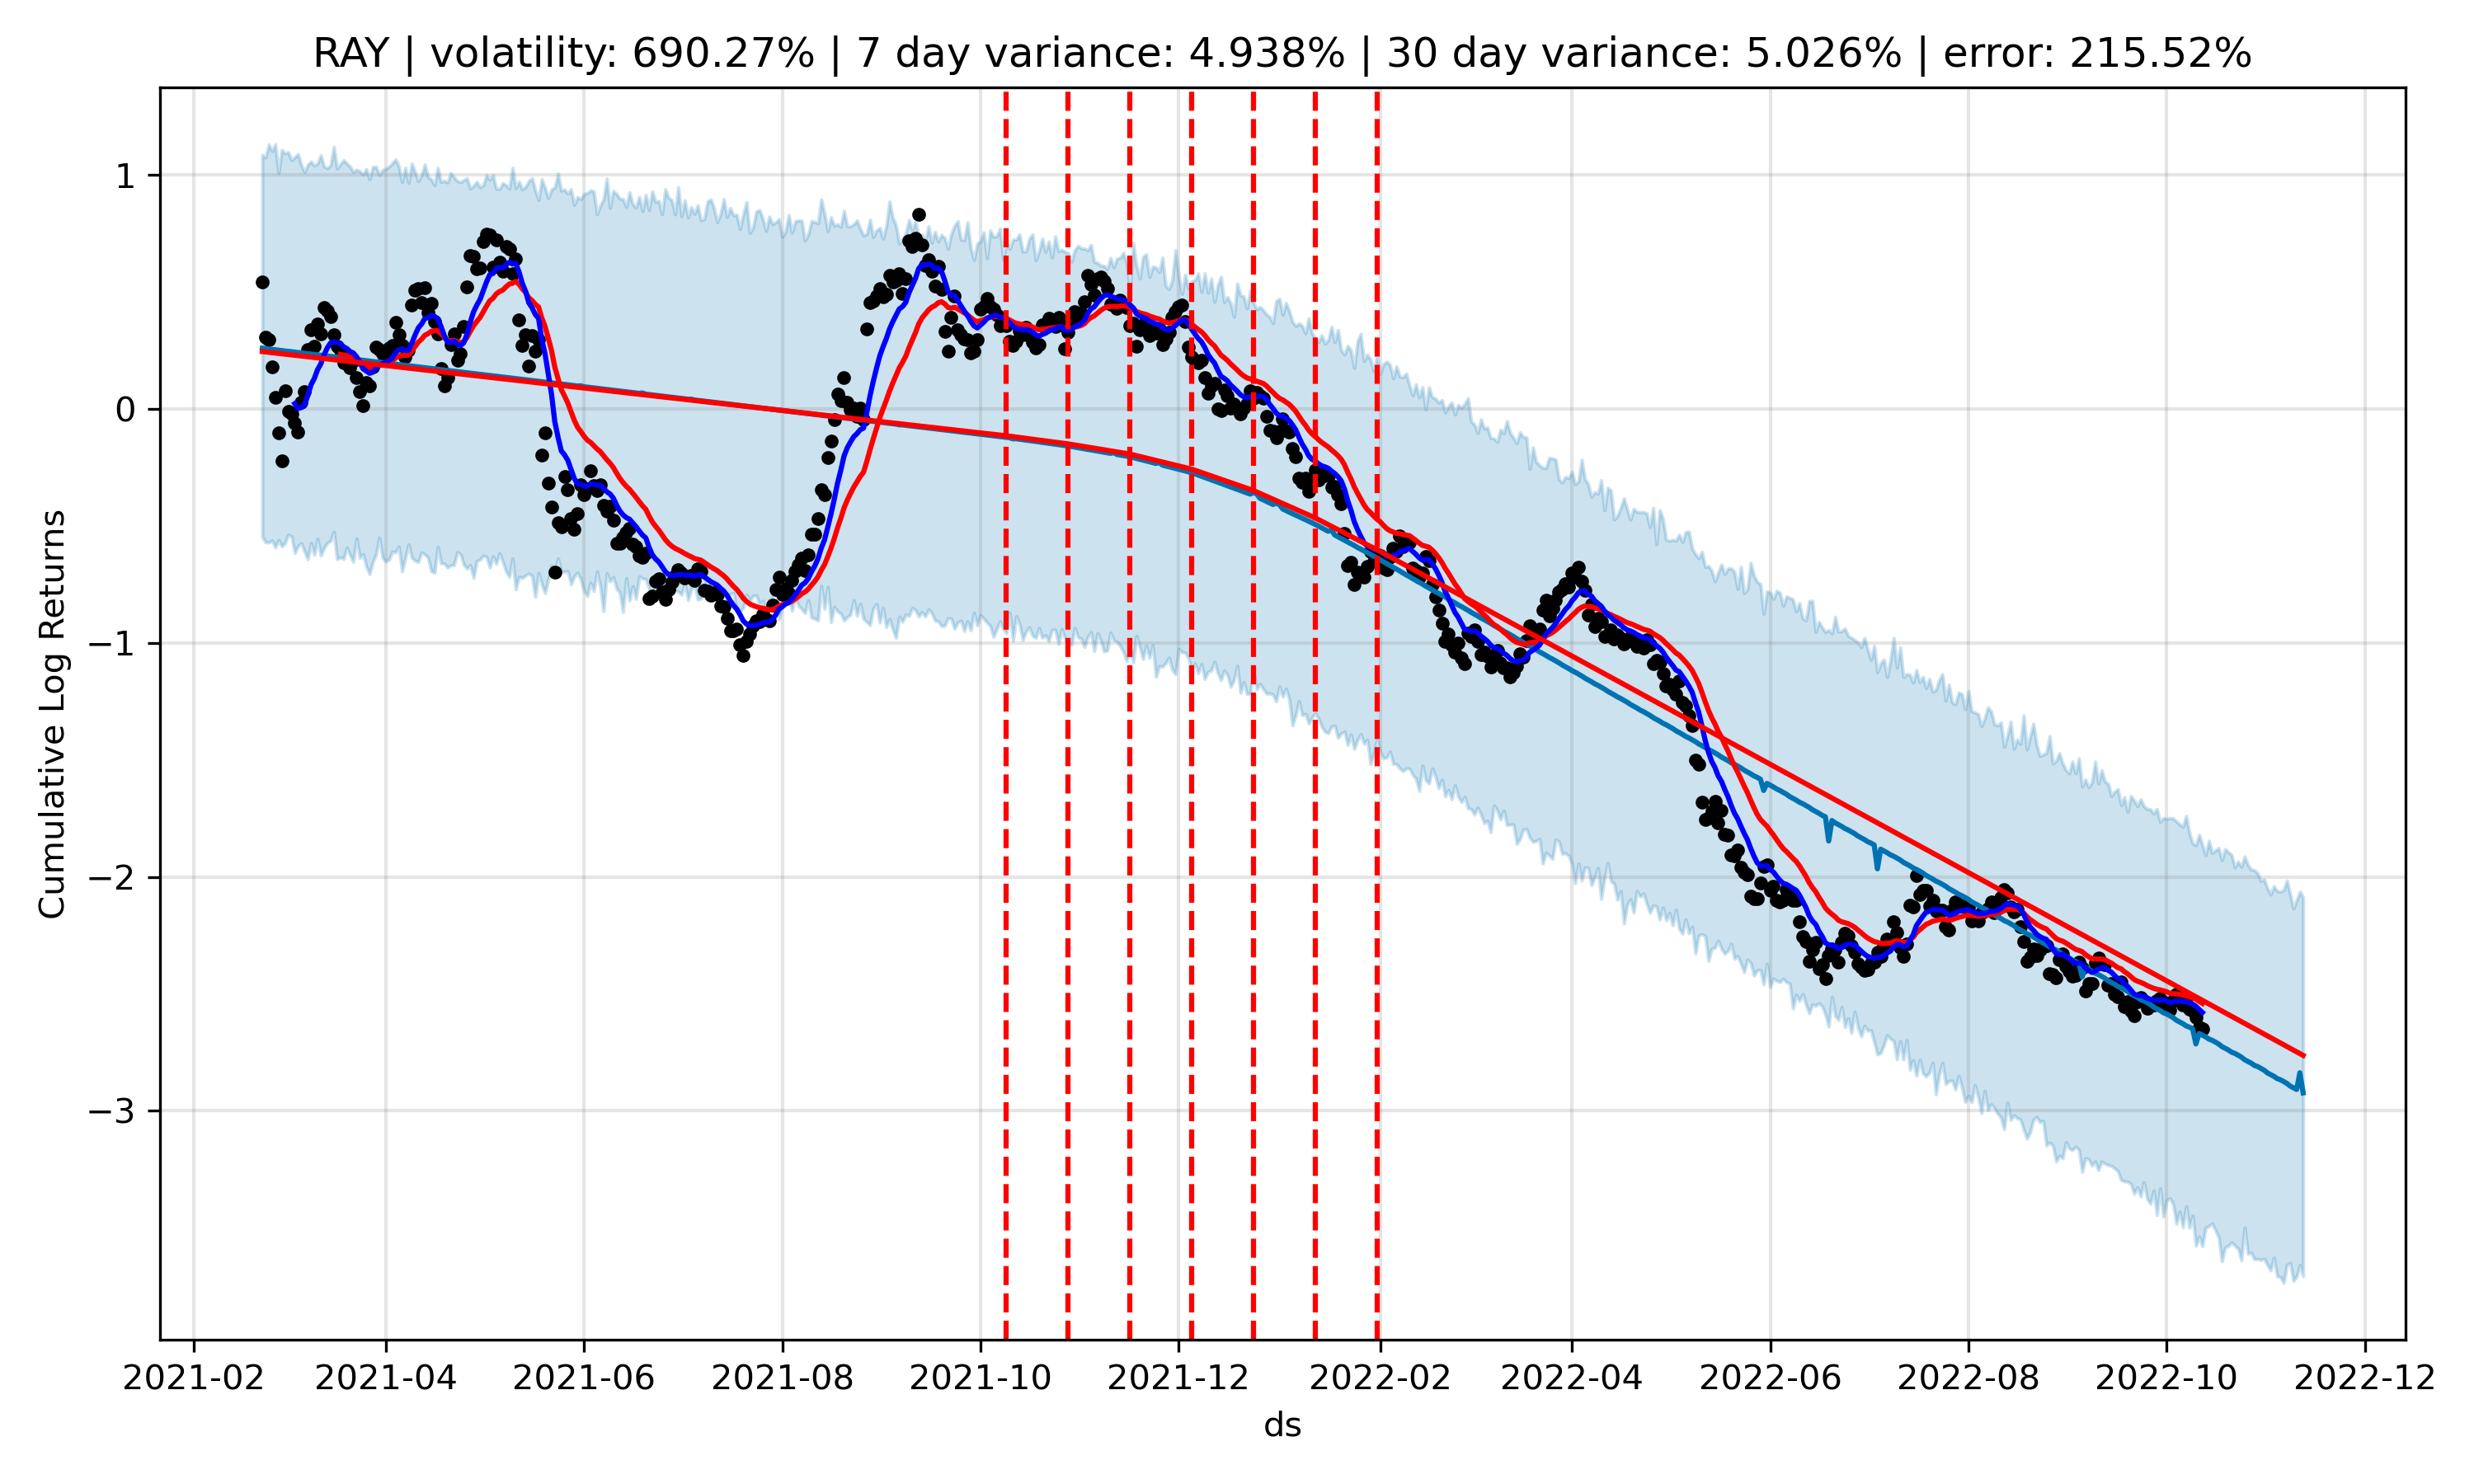 RAY | volatility: 690.27% | 7 day variance: 4.938% | 30 day variance: 5.026% | error: 215.52%
Cumulative Log Returns
1
0
−1
−2
−3
2021-02 2021-04 2021-06 2021-08 2021-10 2021-12 2022-02 2022-04 2022-06 2022-08 2022-10 2022-12
ds